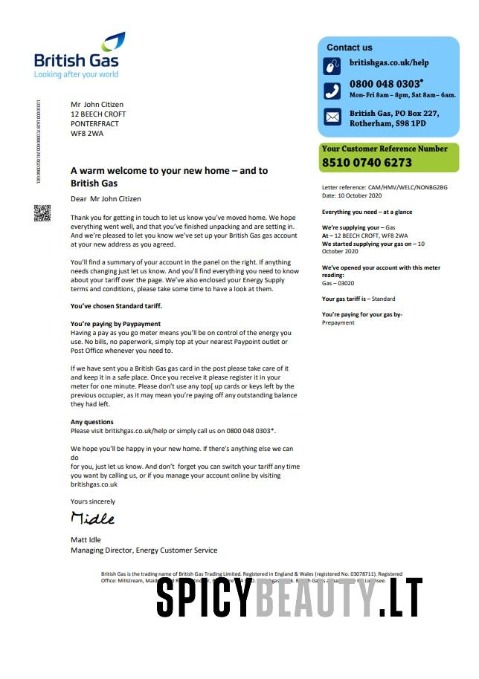 British Gas
Looking after your world
Contact us
britishgas.co.uk/help
0800 048 0303*
Mon- Fri 8am – 8pm, Sat 8am– 6am.
British Gas, PO Box 227,
Rotherham, S98 1PD
Your Customer Reference Number
8510 0740 6273
Mr John Citizen
12 BEECH CROFT
PONTERFRACT
WF8 2WA
A warm welcome to your new home – and to
British Gas
Dear Mr John Citizen
Thank you for getting in touch to let us know you've moved home. We hope
everything went well, and that you've finished unpacking and are setting in.
And we're pleased to let you know we've set up your British Gas gas account
at your new address as you agreed.
You'll find a summary of your account in the panel on the right. If anything
needs changing just let us know. And you'll find everything you need to know
about your tariff over the page. We've also enclosed your Energy Supply
terms and conditions, please take some time to have a look at them.
You've chosen Standard tariff.
You're paying by Paypayment
Having a pay as you go meter means you'll be on control of the energy you
use. No bills, no paperwork, simply top at your nearest Paypoint outlet or
Post Office whenever you need to.
If we have sent you a British Gas gas card in the post please take care of it
and keep it in a safe place. Once you receive it please register it in your
meter for one minute. Please don't use any top[ up cards or keys left by the
previous occupier, as it may mean you're paying off any outstanding balance
they had left.
Any questions
Please visit britishgas.co.uk/help or simply call us on 0800 048 0303*.
We hope you'll be happy in your new home. If there's anything else we can
do
for you, just let us know. And don't forget you can switch your tariff any time
you want by calling us, or if you manage your account online by visiting
britishgas.co.uk
Yours sincerely
Midle
Matt Idle
Managing Director, Energy Customer Service
Letter reference: CAM/HMV/WELC/NONBG2BG
Date: 10 October 2020
Everything you need – at a glance
We're supplying your – Gas
At – 12 BEECH CROFT, WF8 2WA
We started supplying your gas on – 10
October 2020
We've opened your account with this meter
reading:
Gas – 03020
Your gas tariff is – Standard
You're paying for your gas by-
Prepayment
British Gas is the trading name of British Gas Trading Limited. Registered in England & Wales (registered No. 03078711). Registered
Office: Millstream,
SPICYBEAUTY.LT